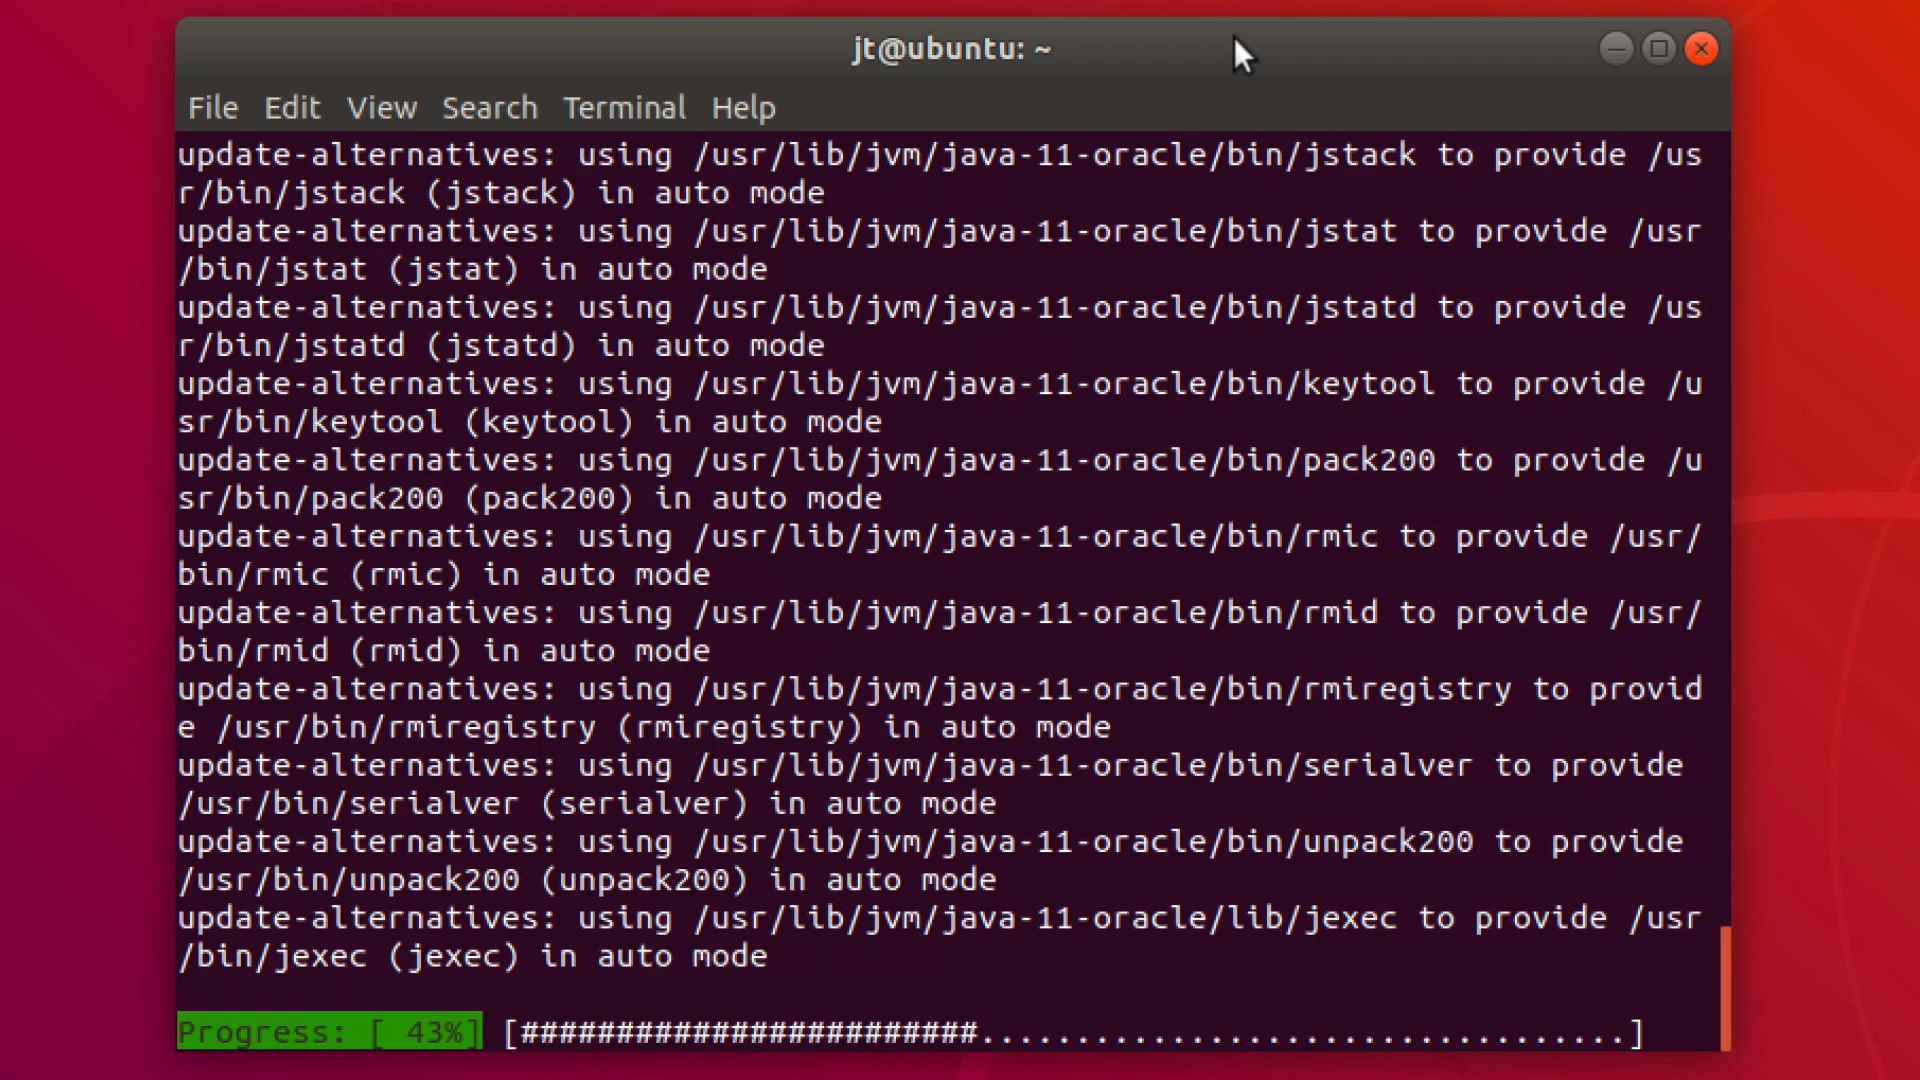 jt@ubuntu: ~
File Edit View Search Terminal Help
update-alternatives: using /usr/lib/jvm/java-11-oracle/bin/jstack to provide /us
r/bin/jstack (jstack) in auto mode
update-alternatives: using /usr/lib/jvm/java-11-oracle/bin/jstat to provide /usr
/bin/jstat (jstat) in auto mode
update-alternatives: using /usr/lib/jvm/java-11-oracle/bin/jstatd to provide /us
r/bin/jstatd (jstatd) in auto mode
update-alternatives: using /usr/lib/jvm/java-11-oracle/bin/keytool to provide /u
sr/bin/keytool (keytool) in auto mode
update-alternatives: using /usr/lib/jvm/java-11-oracle/bin/pack200 to provide /u
sr/bin/pack200 (pack200) in auto mode
update-alternatives: using /usr/lib/jvm/java-11-oracle/bin/rmic to provide /usr/
bin/rmic (rmic) in auto mode
update-alternatives: using /usr/lib/jvm/java-11-oracle/bin/rmid to provide /usr/
bin/rmid (rmid) in auto mode
update-alternatives: using /usr/lib/jvm/java-11-oracle/bin/rmiregistry to provid
e /usr/bin/rmiregistry (rmiregistry) in auto mode
update-alternatives: using /usr/lib/jvm/java-11-oracle/bin/serialver to provide
/usr/bin/serialver (serialver) in auto mode
update-alternatives: using /usr/lib/jvm/java-11-oracle/bin/unpack200 to provide
/usr/bin/unpack200 (unpack200) in auto mode
update-alternatives: using /usr/lib/jvm/java-11-oracle/lib/jexec to provide /usr
/bin/jexec (jexec) in auto mode
Progress: [ 43%] [########################..................................]